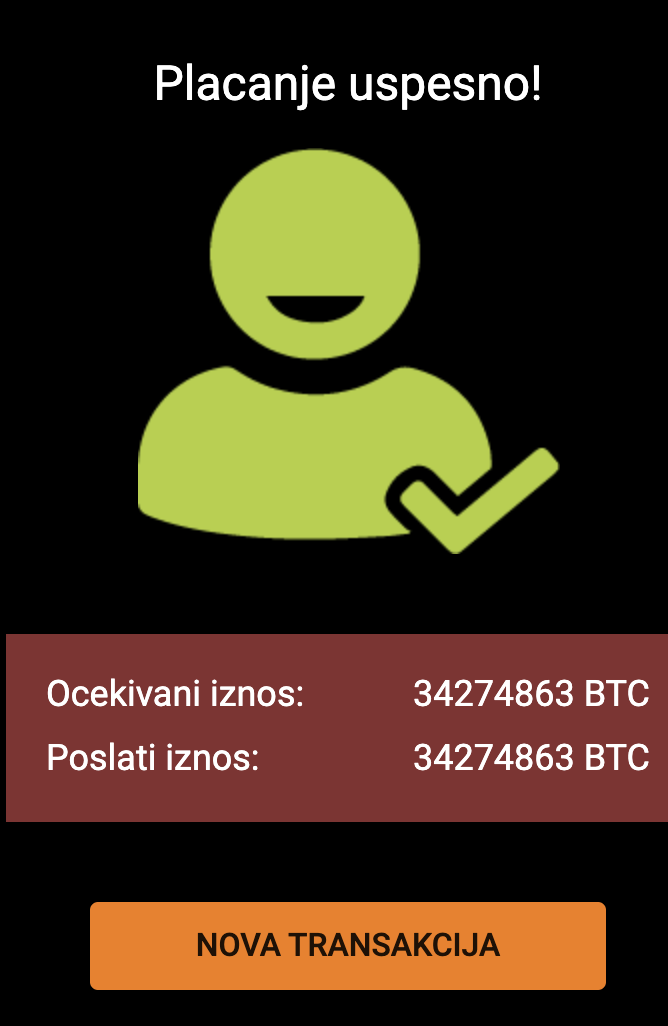 Placanje uspesno!
Ocekivani iznos: 34274863 BTC
Poslati iznos: 34274863 BTC
NOVA TRANSAKCIJA